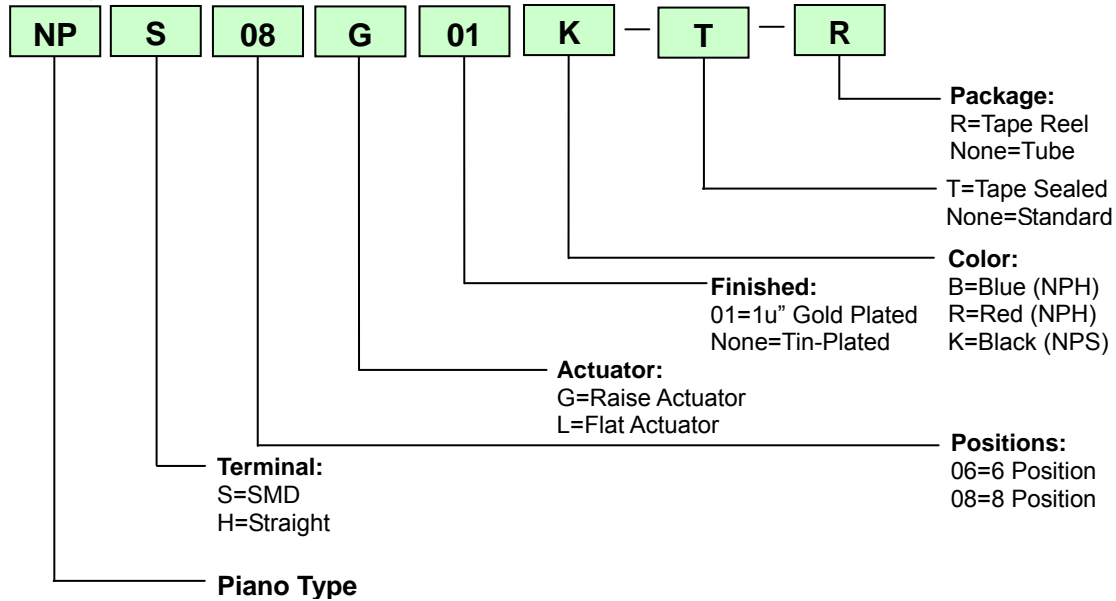 NP S 08 G 01 K - T - R
Package:
R=Tape Reel
None=Tube
T=Tape Sealed
None=Standard
Color:
B=Blue (NPH)
R=Red (NPH)
K=Black (NPS)
Finished:
01=1u” Gold Plated
None=Tin-Plated
Actuator:
G=Raise Actuator
L=Flat Actuator
Positions:
06=6 Position
08=8 Position
Terminal:
S=SMD
H=Straight
Piano Type